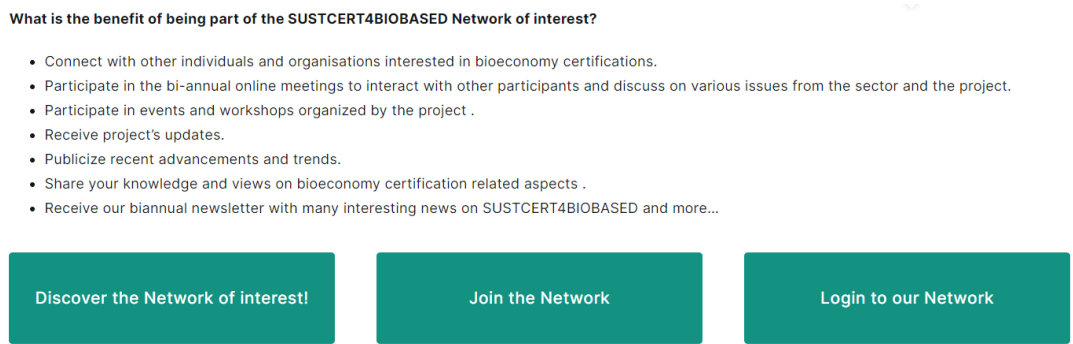 What is the benefit of being part of the SUSTCERT4BIOBASED Network of interest?
• Connect with other individuals and organisations interested in bioeconomy certifications.
• Participate in the bi-annual online meetings to interact with other participants and discuss on various issues from the sector and the project.
• Participate in events and workshops organized by the project .
• Receive project’s updates.
• Publicize recent advancements and trends.
• Share your knowledge and views on bioeconomy certification related aspects .
• Receive our biannual newsletter with many interesting news on SUSTCERT4BIOBASED and more...
Discover the Network of interest!
Join the Network
Login to our Network